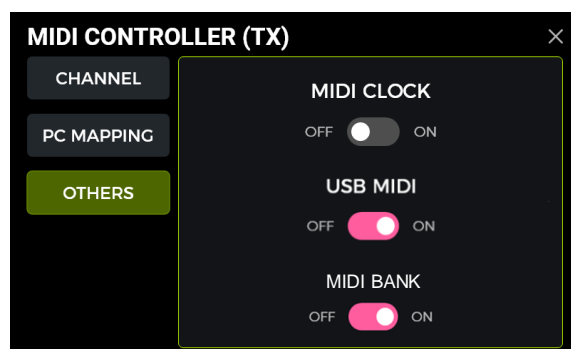 MIDI CONTROLLER (TX)
CHANNEL
PC MAPPING
OTHERS
MIDI CLOCK
OFF ON
USB MIDI
OFF ON
MIDI BANK
OFF ON